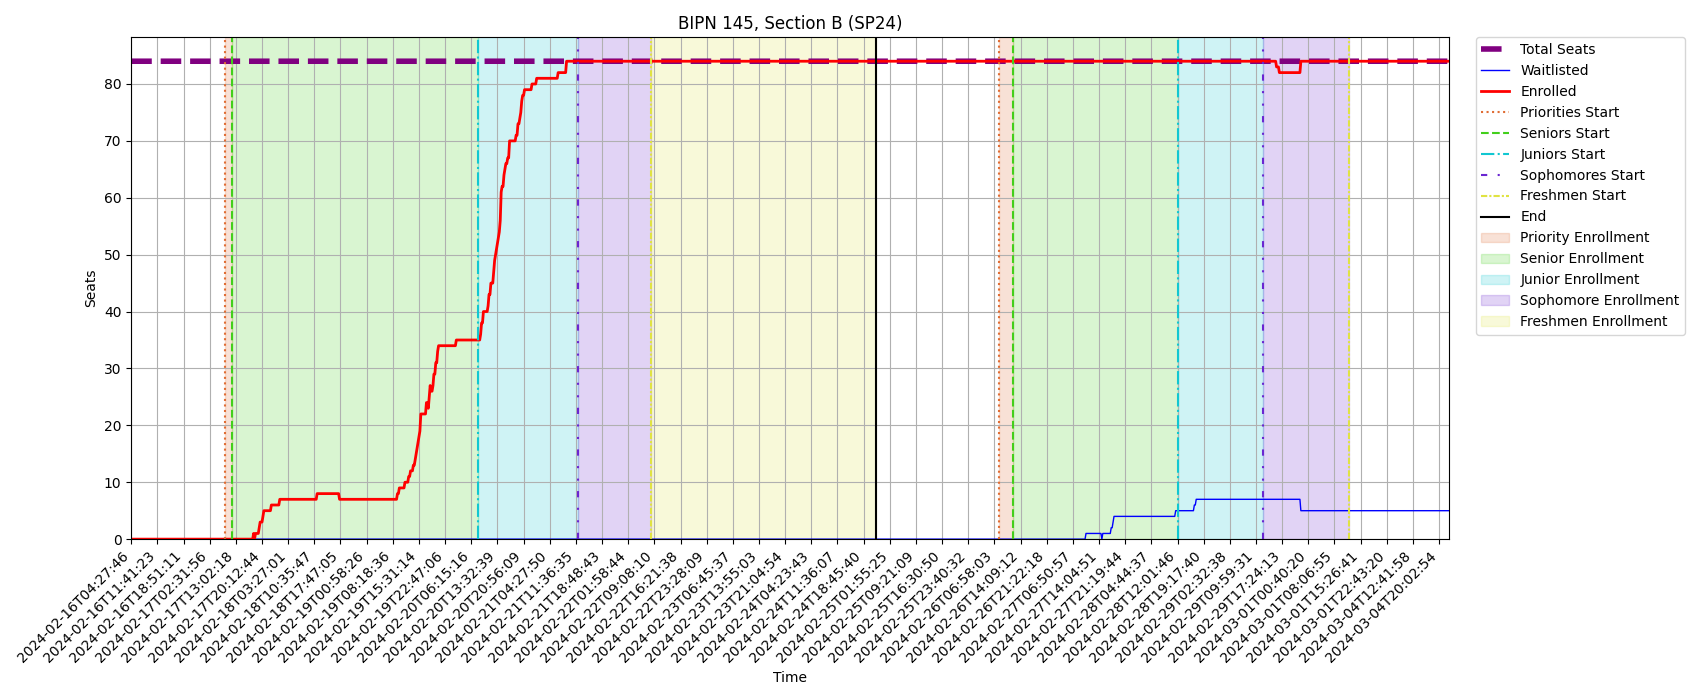 BIPN 145, Section B (SP24)
Seats
80
70
60
50
40
30
20
10
0
2024-02-16T04:27:46
2024-02-16T11:41:23
2024-02-16T18:51:11
2024-02-17T02:31:56
2024-02-17T13:02:18
2024-02-17T20:12:44
2024-02-18T03:27:01
2024-02-18T10:35:47
2024-02-18T17:47:05
2024-02-19T00:58:26
2024-02-19T08:18:36
2024-02-19T15:31:14
2024-02-19T22:47:06
2024-02-20T06:15:16
2024-02-20T13:32:39
2024-02-20T20:56:09
2024-02-21T04:27:50
2024-02-21T11:36:35
2024-02-21T18:48:43
2024-02-22T01:58:44
2024-02-22T09:08:10
2024-02-22T16:21:38
2024-02-22T23:28:09
2024-02-23T06:45:37
2024-02-23T13:55:03
2024-02-23T21:04:54
2024-02-24T04:23:43
2024-02-24T11:36:07
2024-02-24T18:45:40
2024-02-25T01:55:25
2024-02-25T09:21:09
2024-02-25T16:30:50
2024-02-25T23:40:32
2024-02-26T06:58:03
2024-02-26T14:09:12
2024-02-26T21:22:18
2024-02-27T06:50:57
2024-02-27T14:04:51
2024-02-27T21:19:44
2024-02-28T04:44:37
2024-02-28T12:01:46
2024-02-28T19:17:40
2024-02-29T02:32:38
2024-02-29T09:59:31
2024-02-29T17:24:13
2024-03-01T00:40:20
2024-03-01T08:06:55
2024-03-01T15:26:41
2024-03-01T22:43:20
2024-03-04T12:41:58
2024-03-04T20:02:54
Time
Total Seats
Waitlisted
Enrolled
Priorities Start
Seniors Start
Juniors Start
Sophomores Start
Freshmen Start
End
Priority Enrollment
Senior Enrollment
Junior Enrollment
Sophomore Enrollment
Freshmen Enrollment